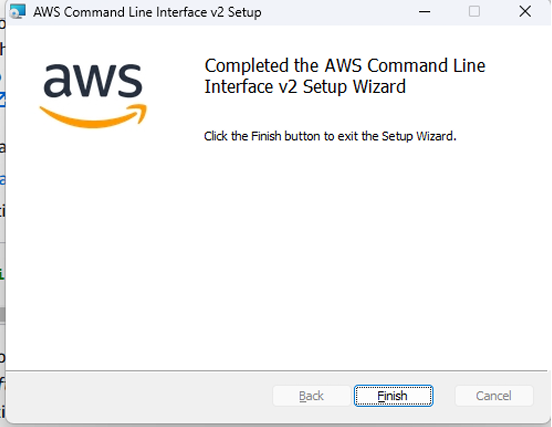 AWS Command Line Interface v2 Setup
aws
Completed the AWS Command Line
Interface v2 Setup Wizard
Click the Finish button to exit the Setup Wizard.
Back
Finish
Cancel